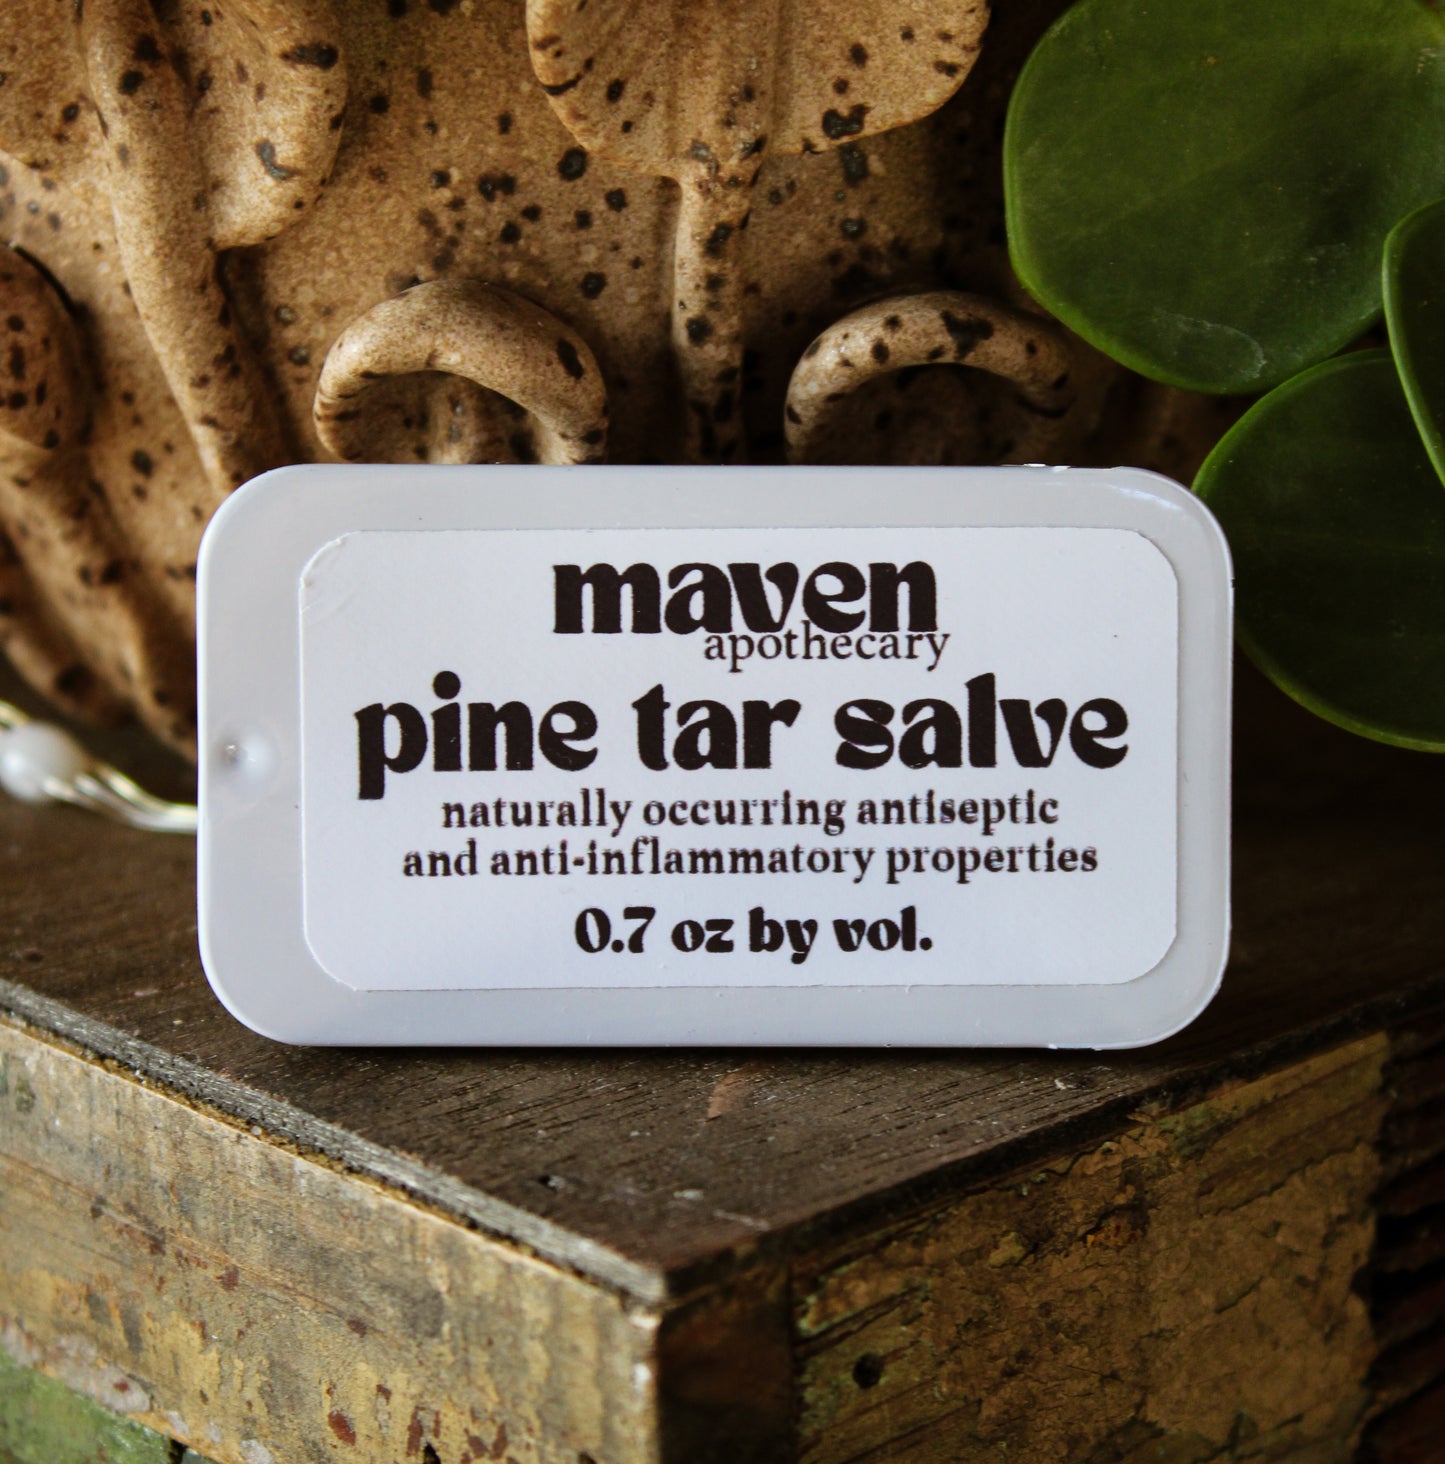 maven
apothecary
pine tar salve
naturally occurring antiseptic
and anti-inflammatory properties
0.7 oz by vol.